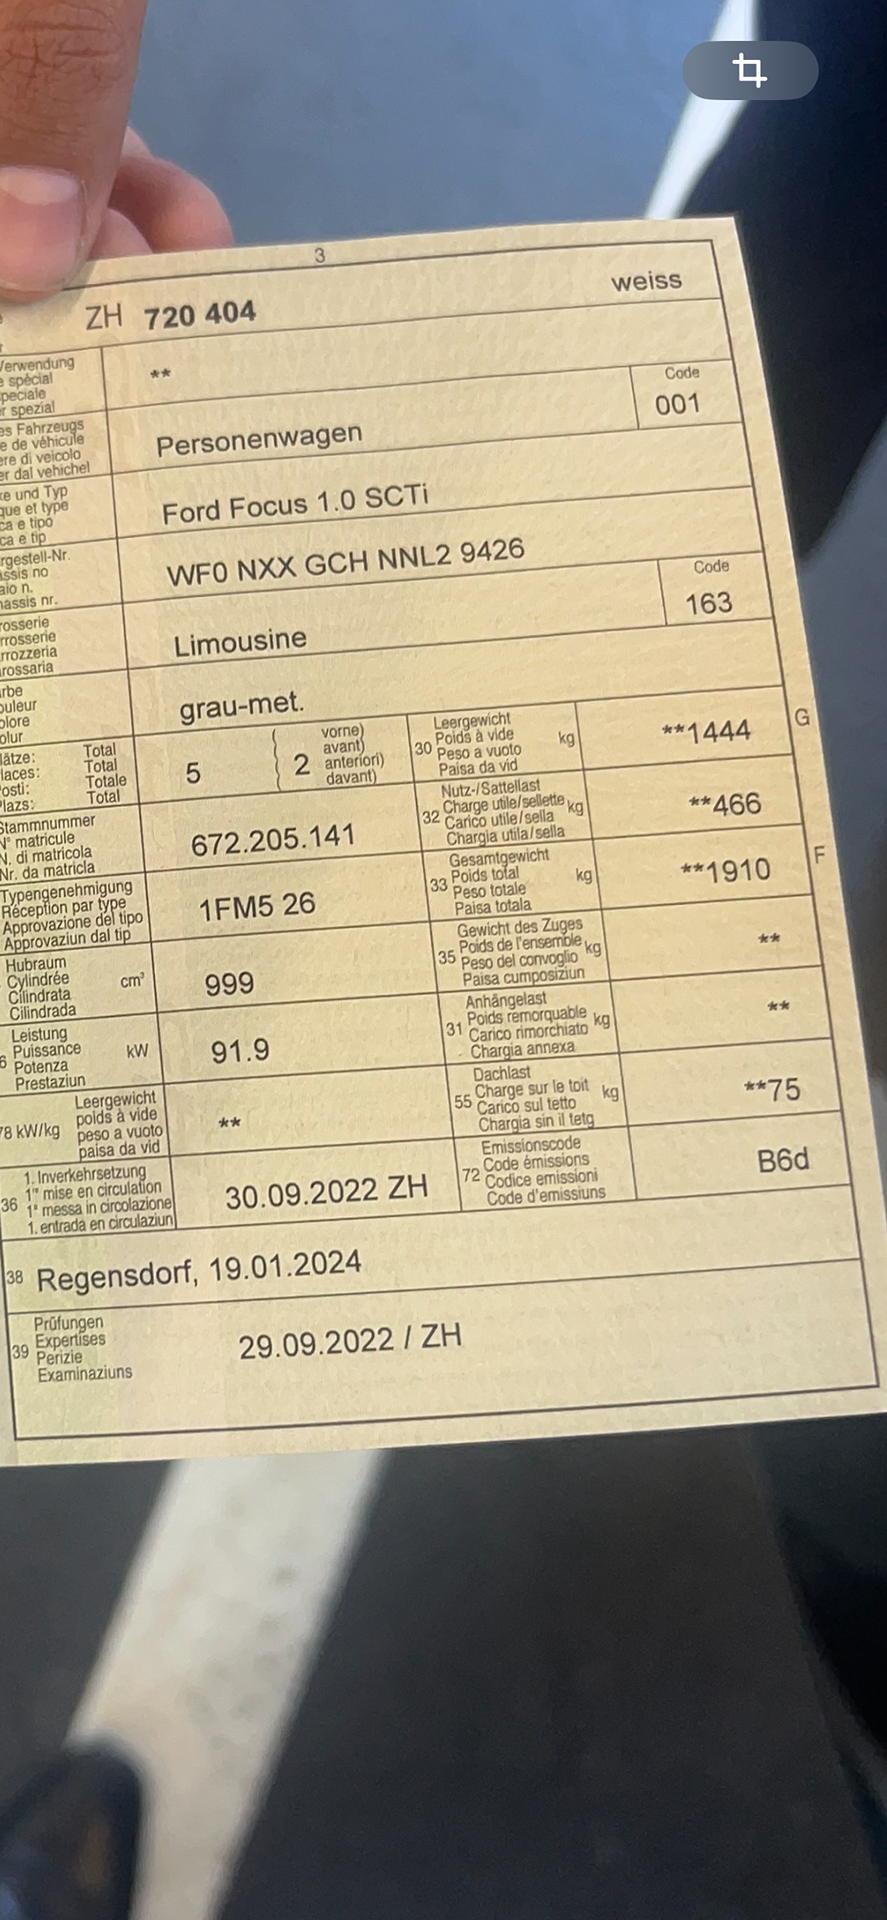 3
ZH 720 404 weiss
Verwendung
spécial
speciale
spezial
**
Code
001
es Fahrzeugs
de véhicule
ere di veicolo
er dal vehichel
Personenwagen
und Typ
que et type
ca e tipo
ca e tip
Ford Focus 1.0 SCTi
rgestell-Nr.
assis no
aio n.
hassis nr.
WF0 NXX GCH NNL2 9426
Code
163
rosserie
rrosserie
rrozzeria
rossaria
Limousine
rbe
ouleur
olore
olur
grau-met.
lätze: Total
laces: Total
osti: Totale
Plazs: Total
5
2
vorne)
avant)
anteriori)
davant)
30
Leergewicht
Poids à vide
Peso a vuoto
Paisa da vid
kg
**1444
G
Stammnummer
N° matricule
N. di matricola
Nr. da matricla
672.205.141
32
Nutz-/Sattellast
Charge utile/sellette
Carico utile/sella
Chargia utila/sella
kg
**466
Typengenehmigung
Réception par type
Approvazione del tipo
Approvaziun dal tip
1FM5 26
33
Gesamtgewicht
Poids total
Peso totale
Paisa totala
kg
**1910
F
Hubraum
Cylindrée
Cilindrata
Cilindrada
cm³
999
35
Gewicht des Zuges
Poids de l'ensemble
Peso del convoglio
Paisa cumposiziun
kg
**
6
Leistung
Puissance
Potenza
Prestaziun
kW
91.9
31
Anhängelast
Poids remorquable
Carico rimorchiato
Chargia annexa
kg
**
78 kW/kg
Leergewicht
poids à vide
peso a vuoto
paisa da vid
**
55
Dachlast
Charge sur le toit
Carico sul tetto
Chargia sin il tetg
kg
**75
36
1. Inverkehrsetzung
1re mise en circulation
1a messa in circolazione
1. entrada en circulaziun
30.09.2022 ZH
72
Emissionscode
Code émissions
Codice emissioni
Code d'emissiuns
B6d
38 Regensdorf, 19.01.2024
39
Prüfungen
Expertises
Perizie
Examinaziuns
29.09.2022 / ZH